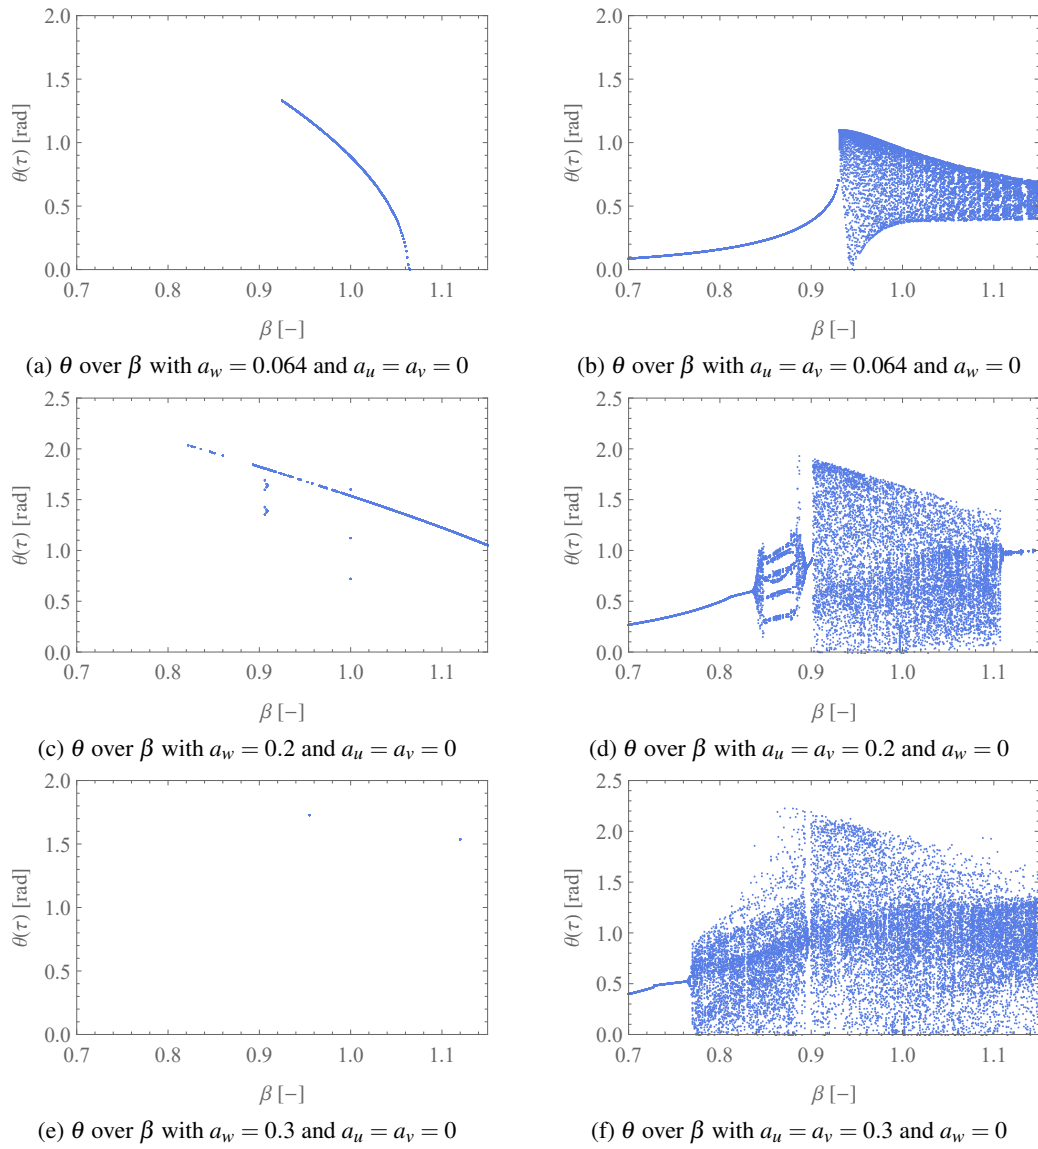 2.0
1.5
1.0
0.5
0.0
θ(τ) [rad]
0.7 0.8 0.9 1.0 1.1
β [−]
(a) θ over β with a_w = 0.064 and a_u = a_v = 0
2.0
1.5
1.0
0.5
0.0
θ(τ) [rad]
0.7 0.8 0.9 1.0 1.1
β [−]
(b) θ over β with a_u = a_v = 0.064 and a_w = 0
2.5
2.0
1.5
1.0
0.5
0.0
θ(τ) [rad]
0.7 0.8 0.9 1.0 1.1
β [−]
(c) θ over β with a_w = 0.2 and a_u = a_v = 0
2.5
2.0
1.5
1.0
0.5
0.0
θ(τ) [rad]
0.7 0.8 0.9 1.0 1.1
β [−]
(d) θ over β with a_u = a_v = 0.2 and a_w = 0
2.0
1.5
1.0
0.5
0.0
θ(τ) [rad]
0.7 0.8 0.9 1.0 1.1
β [−]
(e) θ over β with a_w = 0.3 and a_u = a_v = 0
2.5
2.0
1.5
1.0
0.5
0.0
θ(τ) [rad]
0.7 0.8 0.9 1.0 1.1
β [−]
(f) θ over β with a_u = a_v = 0.3 and a_w = 0